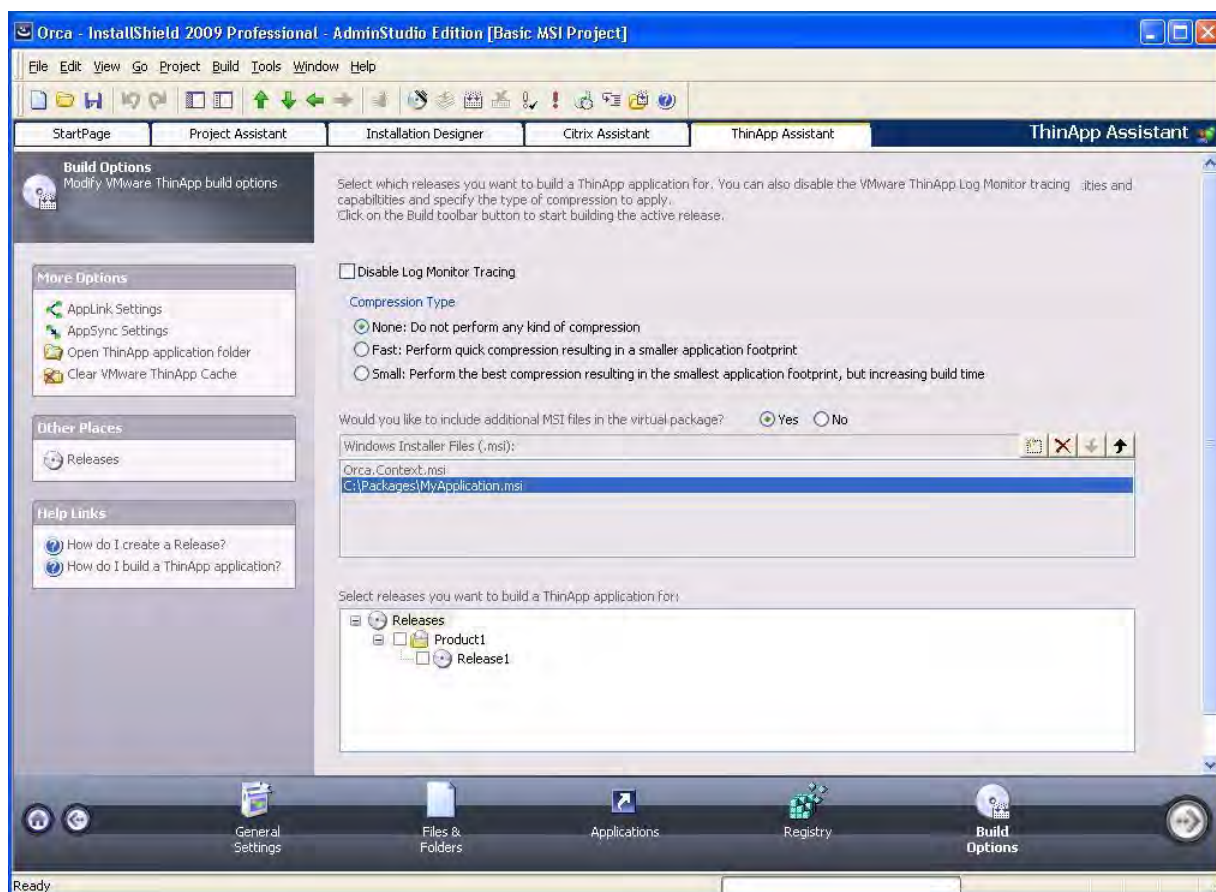 Orca - InstallShield 2009 Professional - AdminStudio Edition [Basic MSI Project]
File Edit View Go Project Build Tools Window Help
StartPage Project Assistant Installation Designer Citrix Assistant ThinApp Assistant ThinApp Assistant
Build Options
Modify VMware ThinApp build options
Select which releases you want to build a ThinApp application for. You can also disable the VMware ThinApp Log Monitor tracing ities and
capabilities and specify the type of compression to apply.
Click on the Build toolbar button to start building the active release.
More Options
AppLink Settings
AppSync Settings
Open ThinApp application folder
Clear VMware ThinApp Cache
Other Places
Releases
Help Links
How do I create a Release?
How do I build a ThinApp application?
Disable Log Monitor Tracing
Compression Type
None: Do not perform any kind of compression
Fast: Perform quick compression resulting in a smaller application footprint
Small: Perform the best compression resulting in the smallest application footprint, but increasing build time
Would you like to include additional MSI files in the virtual package? Yes No
Windows Installer Files (.msi):
Orca.Context.msi
C:\Packages\MyApplication.msi
Select releases you want to build a ThinApp application for:
Releases
Product1
Release1
General Settings
Files & Folders
Applications
Registry
Build Options
Ready